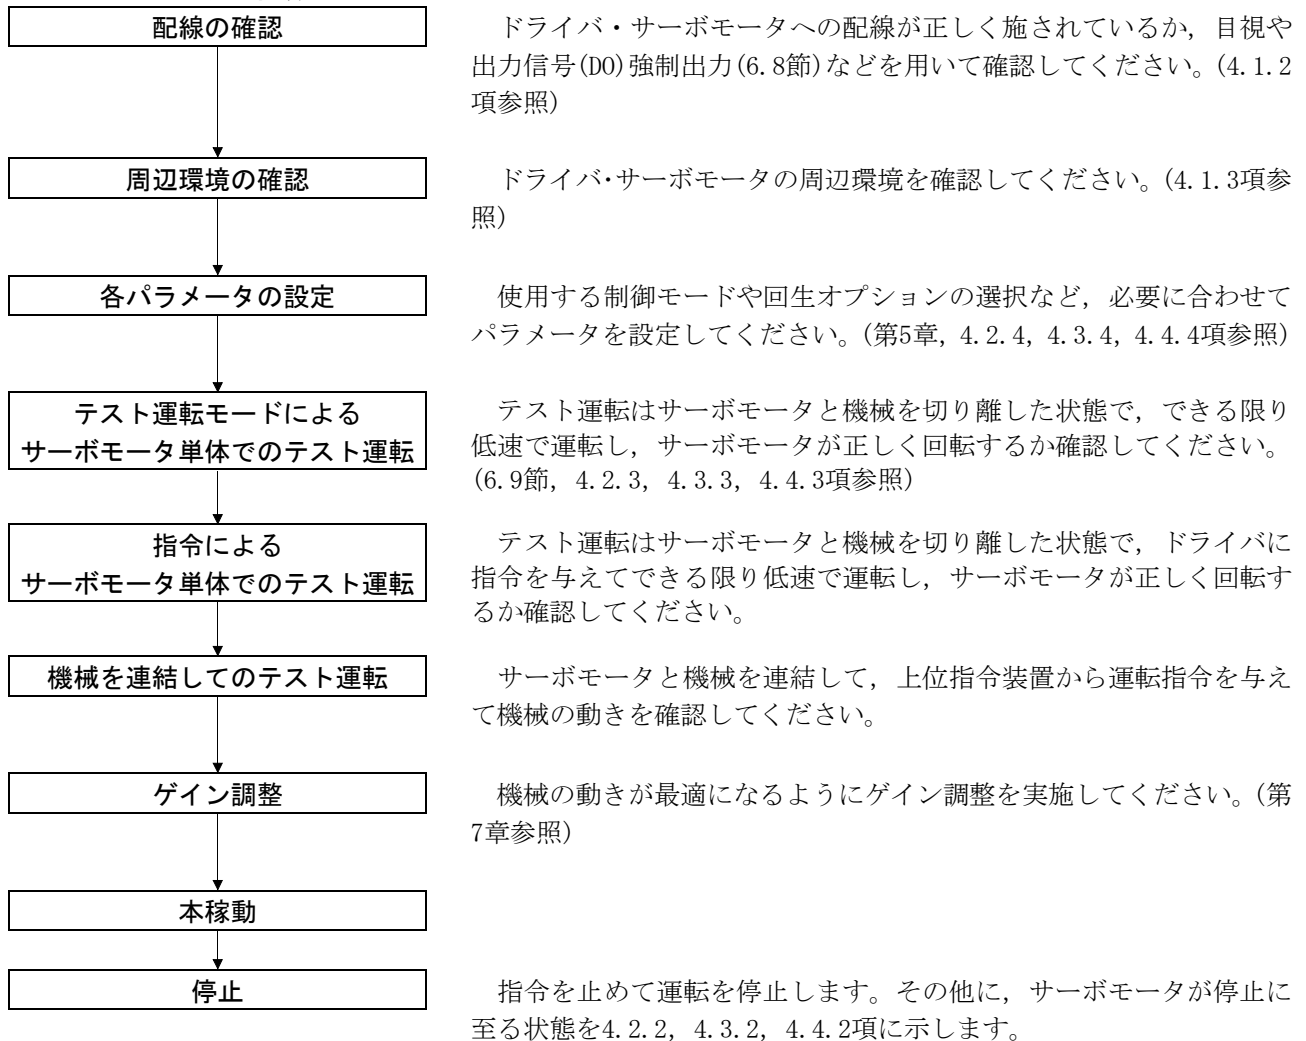 配線の確認
ドライバ・サーボモータへの配線が正しく施されているか，目視や
出力信号(DO)強制出力(6.8節)などを用いて確認してください。(4.1.2
項参照)
周辺環境の確認
ドライバ・サーボモータの周辺環境を確認してください。(4.1.3項参
照)
各パラメータの設定
使用する制御モードや回生オプションの選択など，必要に合わせて
パラメータを設定してください。(第5章，4.2.4，4.3.4，4.4.4項参照)
テスト運転モードによる
サーボモータ単体でのテスト運転
テスト運転はサーボモータと機械を切り離した状態で，できる限り
低速で運転し，サーボモータが正しく回転するか確認してください。
(6.9節，4.2.3，4.3.3，4.4.3項参照)
指令による
サーボモータ単体でのテスト運転
テスト運転はサーボモータと機械を切り離した状態で，ドライバに
指令を与えてできる限り低速で運転し，サーボモータが正しく回転す
るか確認してください。
機械を連結してのテスト運転
サーボモータと機械を連結して，上位指令装置から運転指令を与え
て機械の動きを確認してください。
ゲイン調整
機械の動きが最適になるようにゲイン調整を実施してください。(第
7章参照)
本稼動
停止
指令を止めて運転を停止します。その他に，サーボモータが停止に
至る状態を4.2.2，4.3.2，4.4.2項に示します。